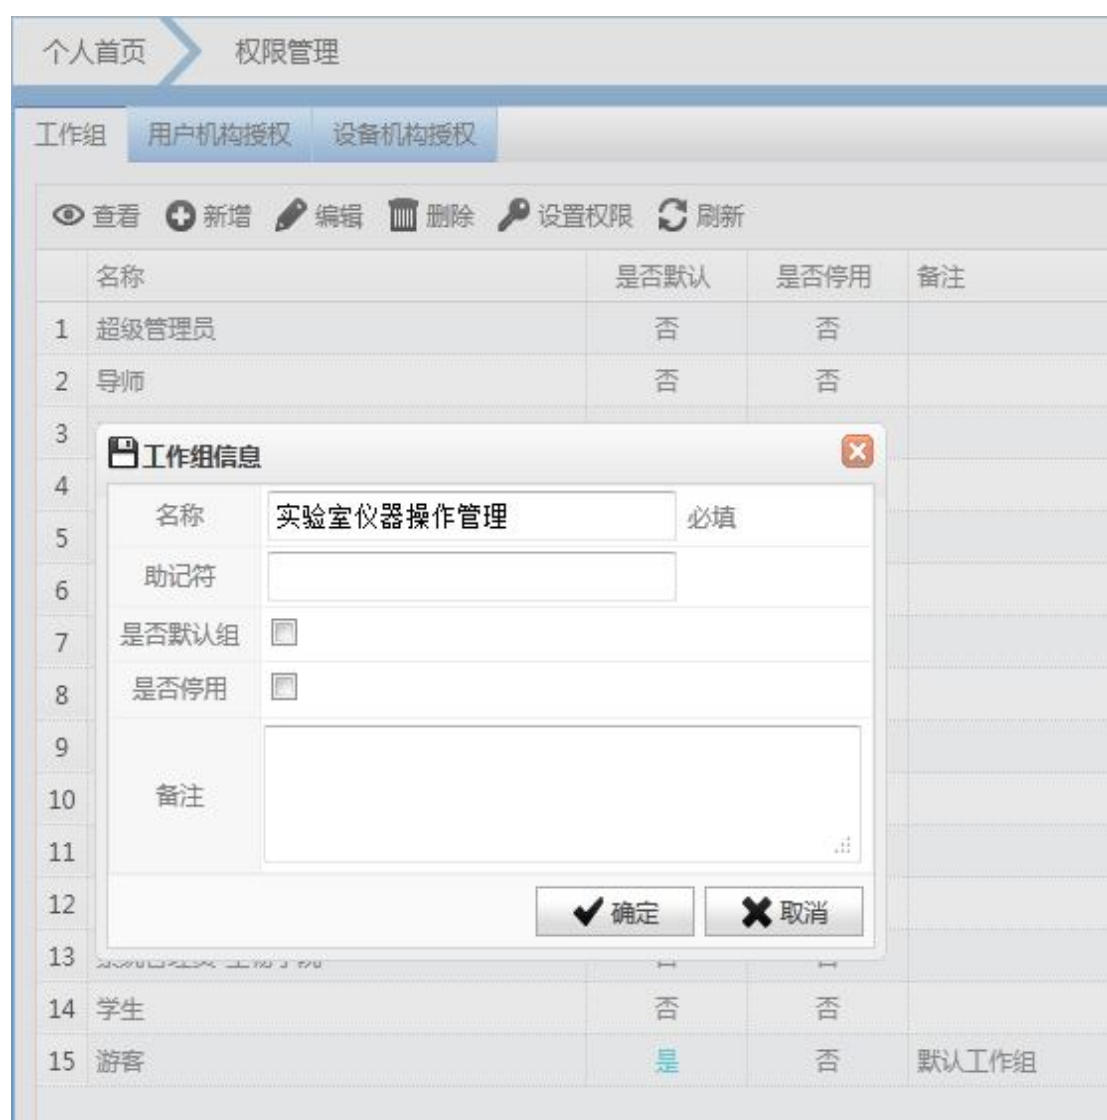 个人首页 权限管理
工作组 用户机构授权 设备机构授权
查看 新增 编辑 删除 设置权限 刷新
名称 是否默认 是否停用 备注
1 超级管理员 否 否
2 导师 否 否
3
工作组信息
4
名称 实验室仪器操作管理 必填
5
助记符
6
7
是否默认组
8
是否停用
9
10
备注
11
12
确定 取消
13
14 学生 否 否
15 游客 是 否 默认工作组